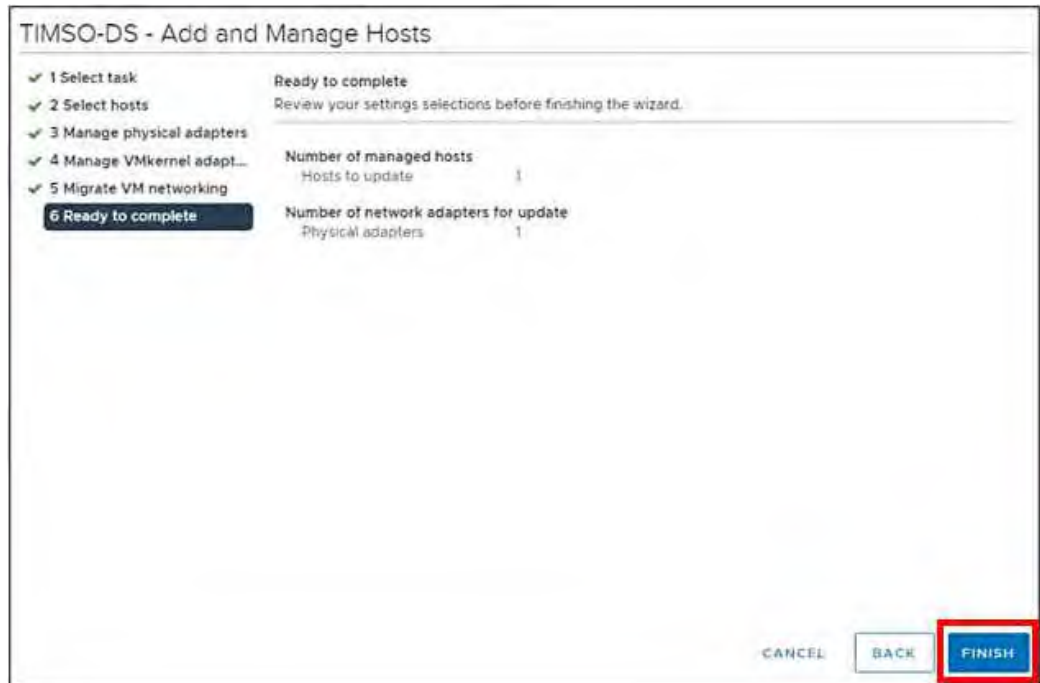 TIMSO-DS - Add and Manage Hosts
✓ 1 Select task
✓ 2 Select hosts
✓ 3 Manage physical adapters
✓ 4 Manage VMkernel adapt...
✓ 5 Migrate VM networking
6 Ready to complete
Ready to complete
Review your settings selections before finishing the wizard.
Number of managed hosts
Hosts to update 1
Number of network adapters for update
Physical adapters 1
CANCEL BACK FINISH